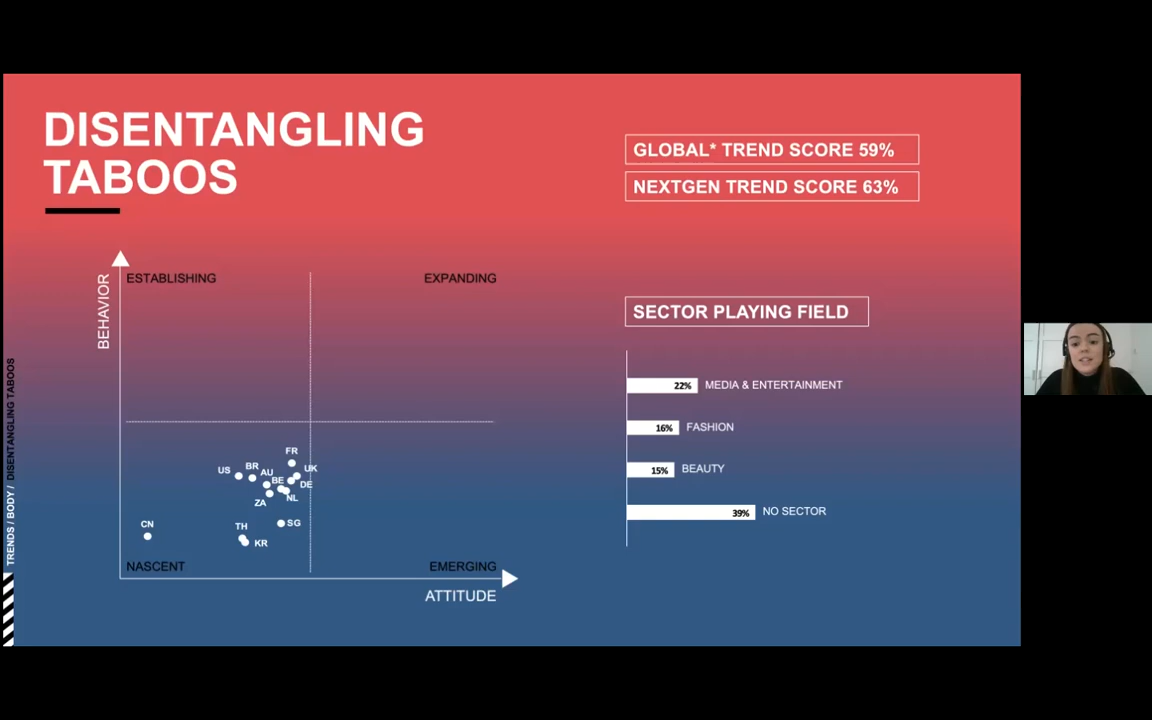 DISENTANGLING
TABOOS
GLOBAL* TREND SCORE 59%
NEXTGEN TREND SCORE 63%
BEHAVIOR
ESTABLISHING
EXPANDING
FR
US
BR
AU
UK
BE
DE
ZA
NL
CN
TH
SG
KR
NASCENT
EMERGING
ATTITUDE
SECTOR PLAYING FIELD
22% MEDIA & ENTERTAINMENT
16% FASHION
15% BEAUTY
39% NO SECTOR
TRENDS / BODY / DISENTANGLING TABOOS